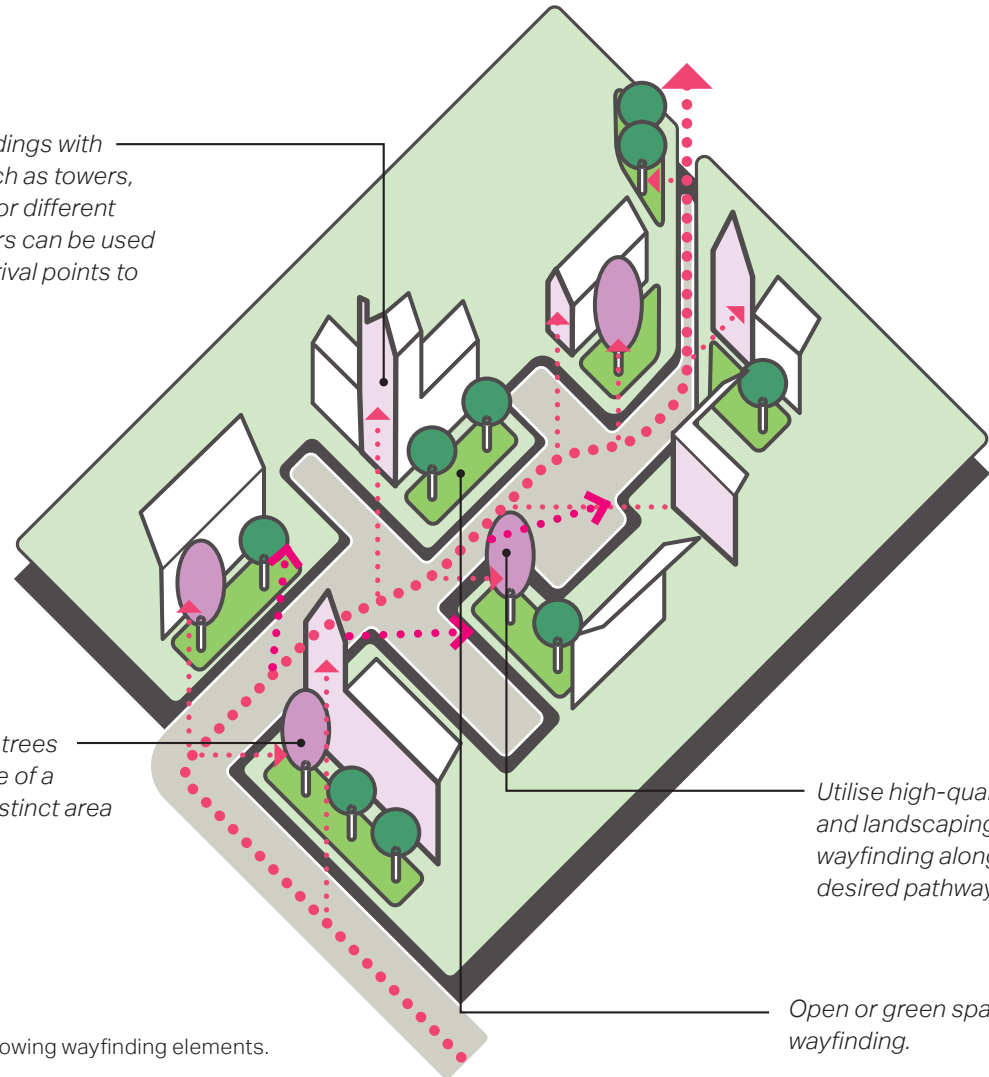 dings with
ch as towers,
or different
rs can be used
rival points to
trees
e of a
stinct area
Utilise high-qua
and landscaping
wayfinding along
desired pathway
Open or green spa
wayfinding.
owing wayfinding elements.